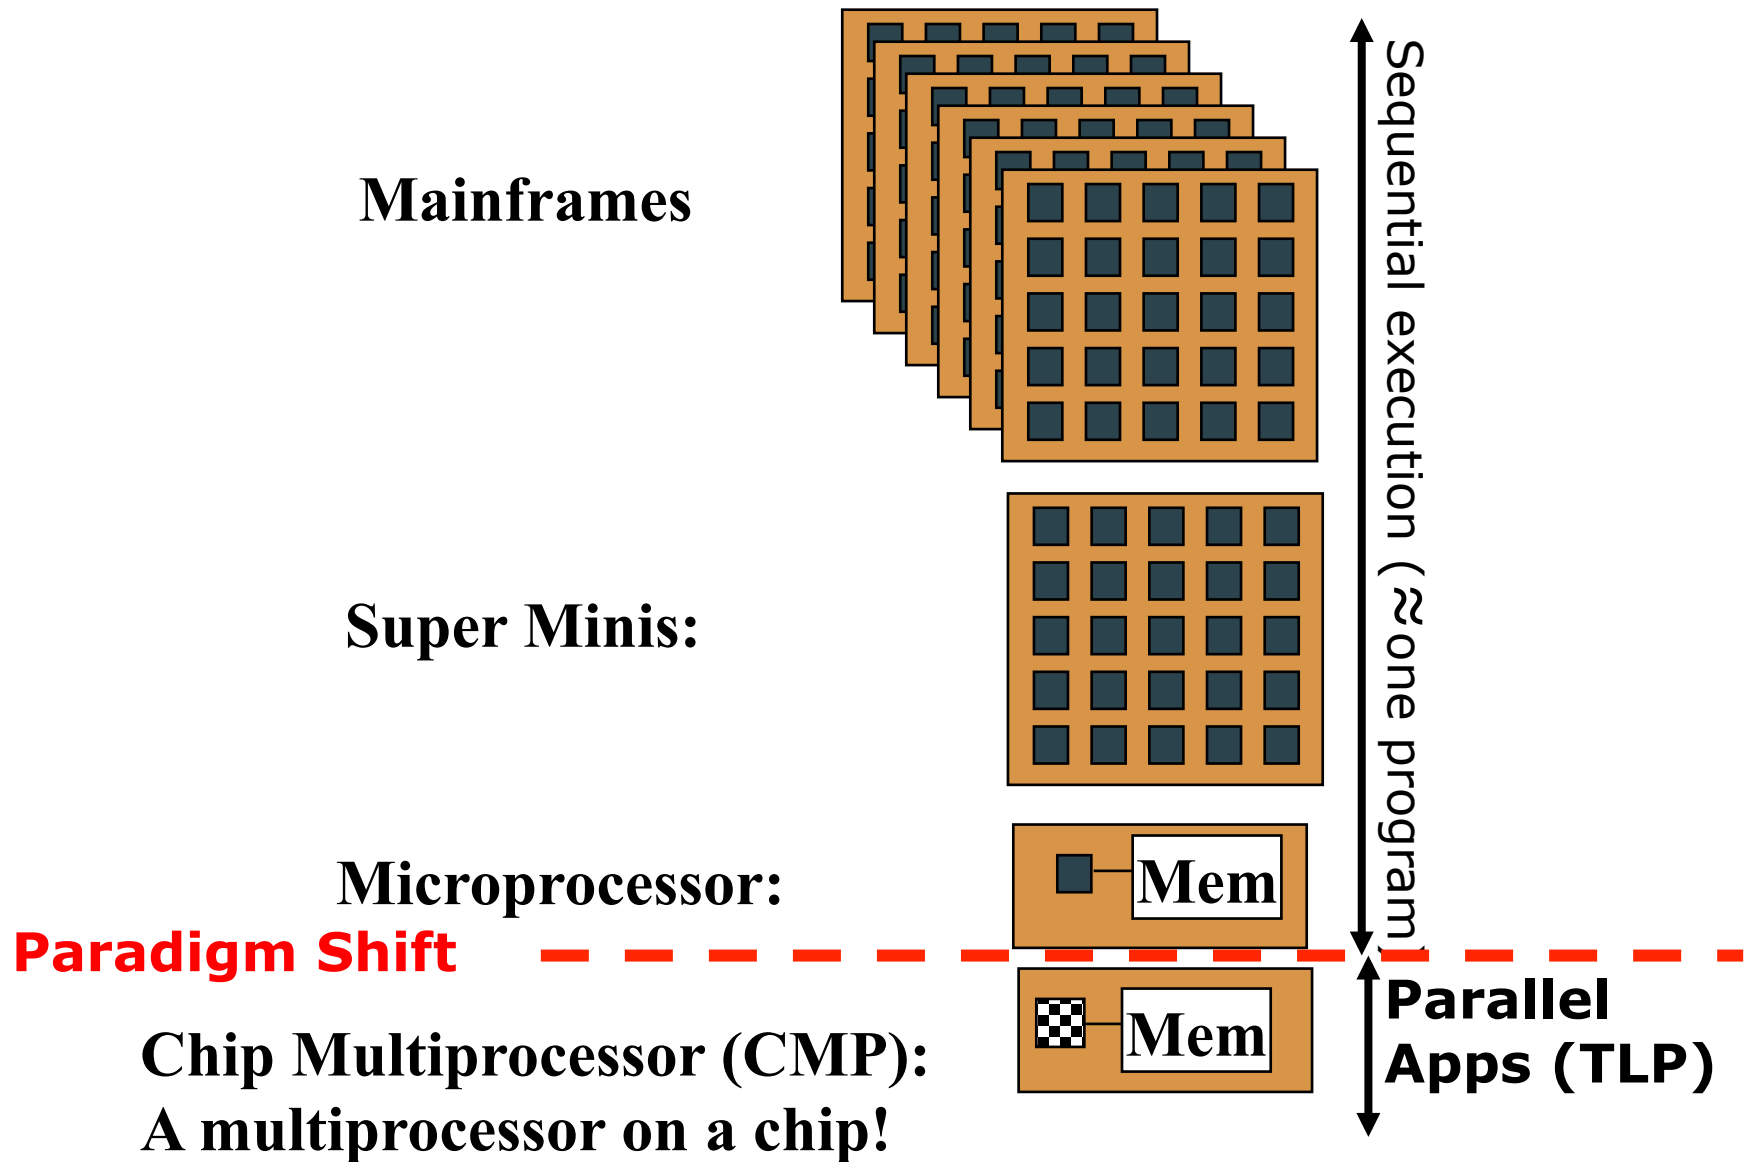 Mainframes
Sequential execution (≈one program)
Super Minis:
Microprocessor:
Mem
Paradigm Shift
Mem
Parallel
Apps (TLP)
Chip Multiprocessor (CMP):
A multiprocessor on a chip!